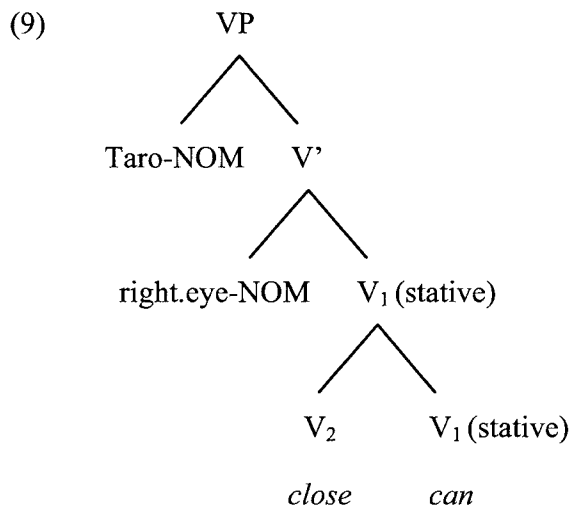 (9) VP
Taro-NOM V’
right.eye-NOM V₁ (stative)
V₂ V₁ (stative)
close can